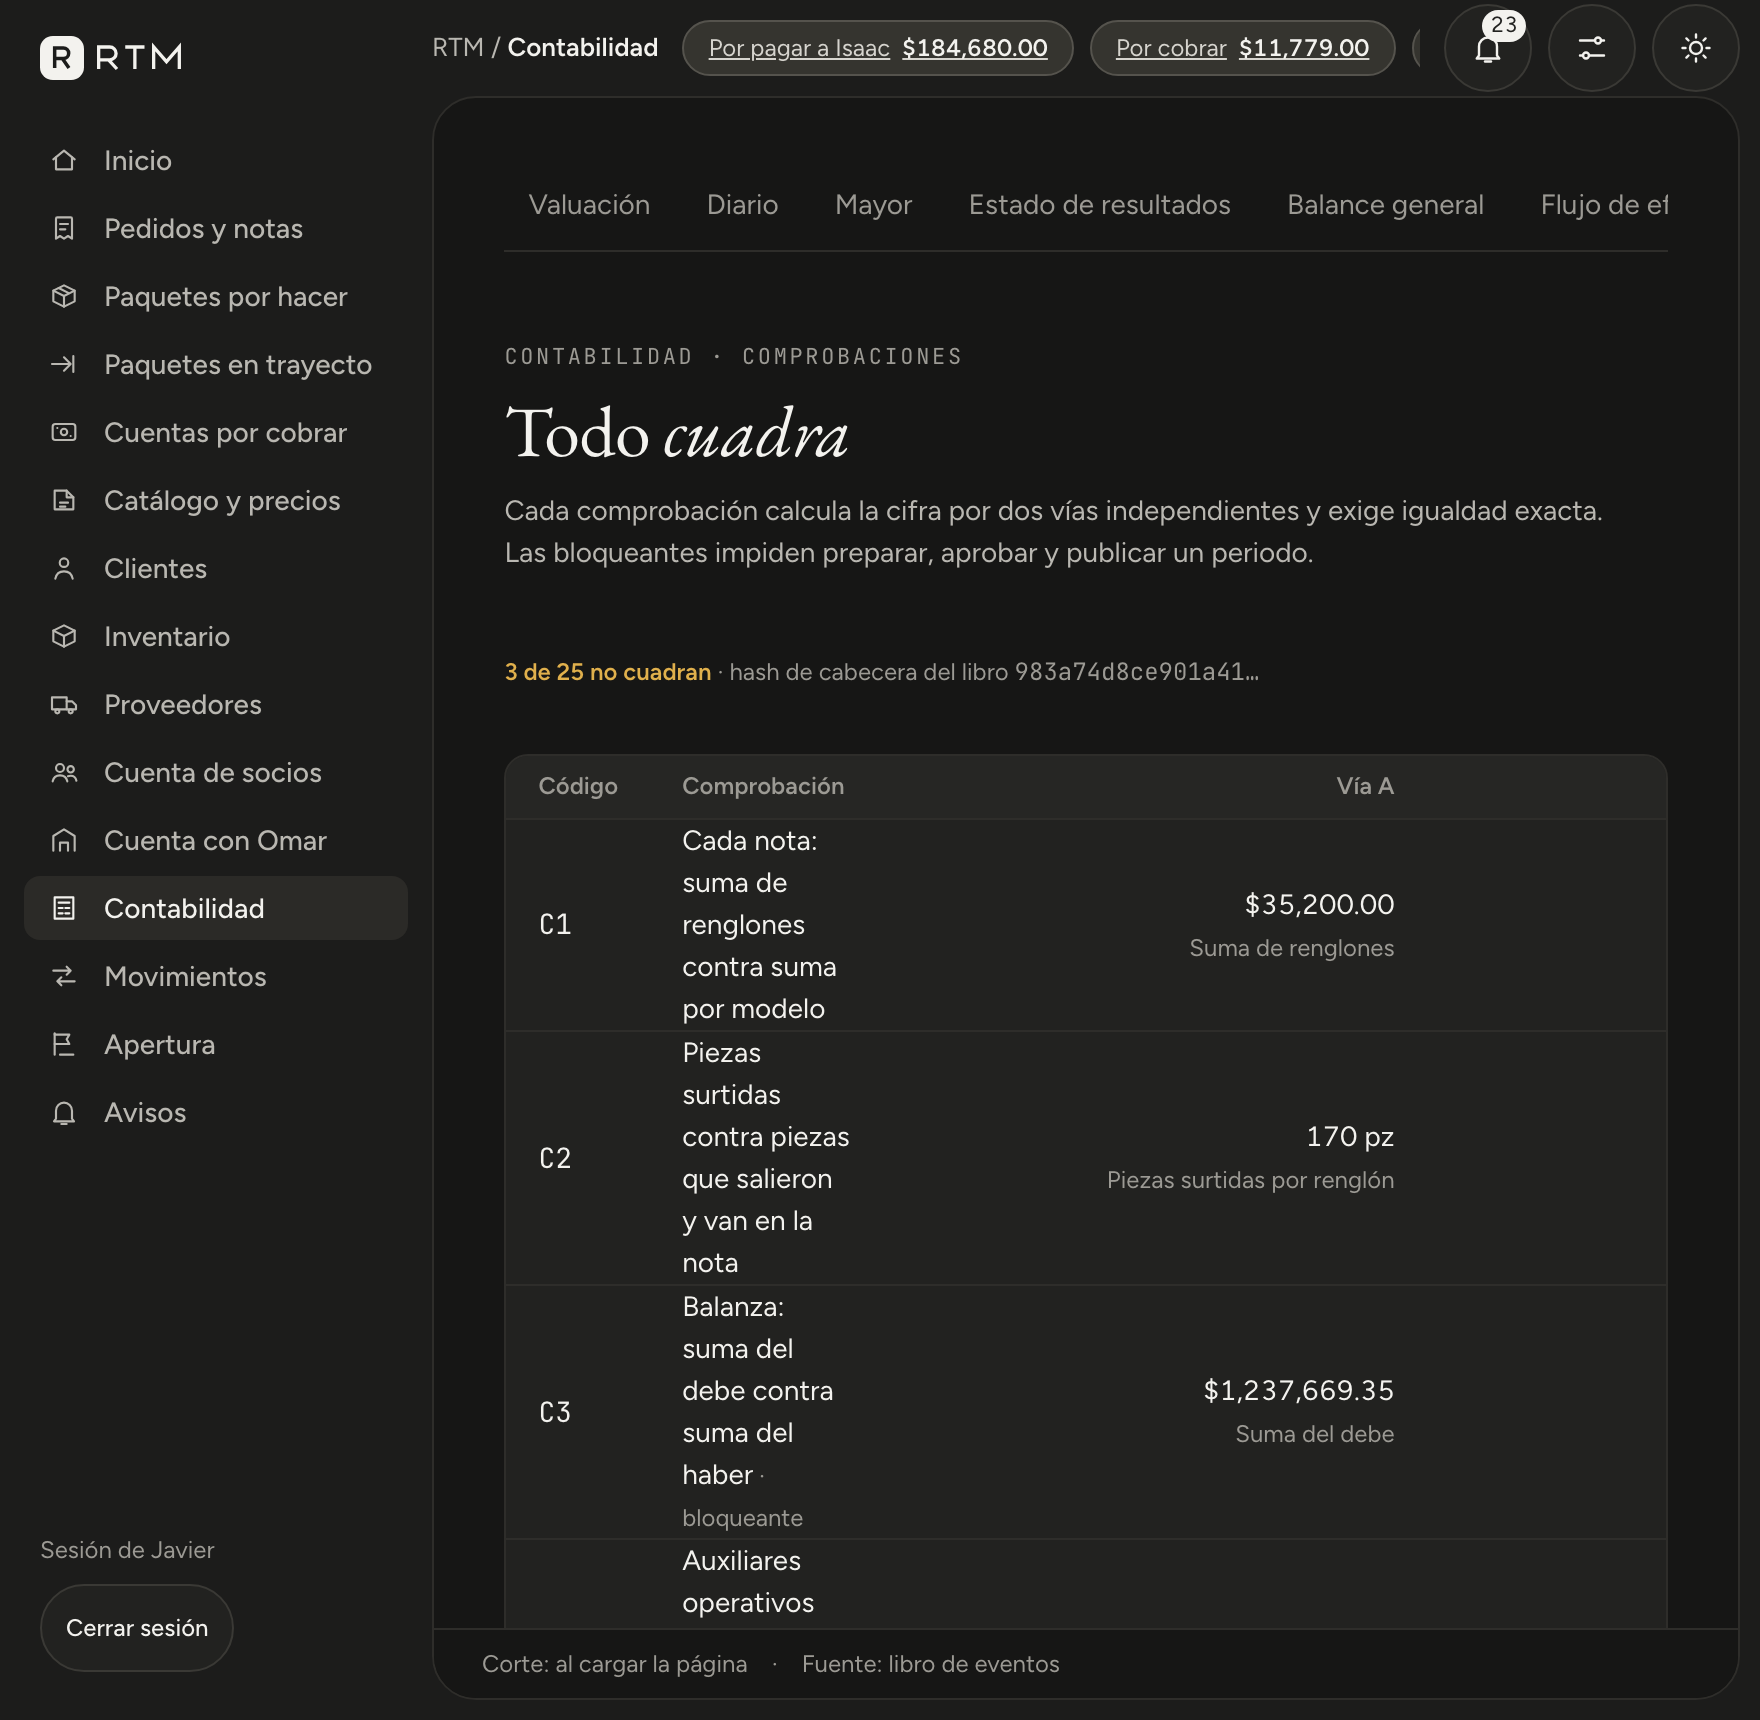 R RTM
RTM / Contabilidad
Por pagar a Isaac $184,680.00
Por cobrar $11,779.00
23
Inicio
Pedidos y notas
Paquetes por hacer
Paquetes en trayecto
Cuentas por cobrar
Catálogo y precios
Clientes
Inventario
Proveedores
Cuenta de socios
Cuenta con Omar
Contabilidad
Movimientos
Apertura
Avisos
Sesión de Javier
Cerrar sesión
Valuación Diario Mayor Estado de resultados Balance general Flujo de ef
CONTABILIDAD · COMPROBACIONES
Todo cuadra
Cada comprobación calcula la cifra por dos vías independientes y exige igualdad exacta.
Las bloqueantes impiden preparar, aprobar y publicar un periodo.
3 de 25 no cuadran · hash de cabecera del libro 983a74d8ce901a41…
Código Comprobación Vía A
C1
Cada nota:
suma de
renglones
contra suma
por modelo
$35,200.00
Suma de renglones
C2
Piezas
surtidas
contra piezas
que salieron
y van en la
nota
170 pz
Piezas surtidas por renglón
C3
Balanza:
suma del
debe contra
suma del
haber ·
bloqueante
$1,237,669.35
Suma del debe
Auxiliares
operativos
Corte: al cargar la página · Fuente: libro de eventos